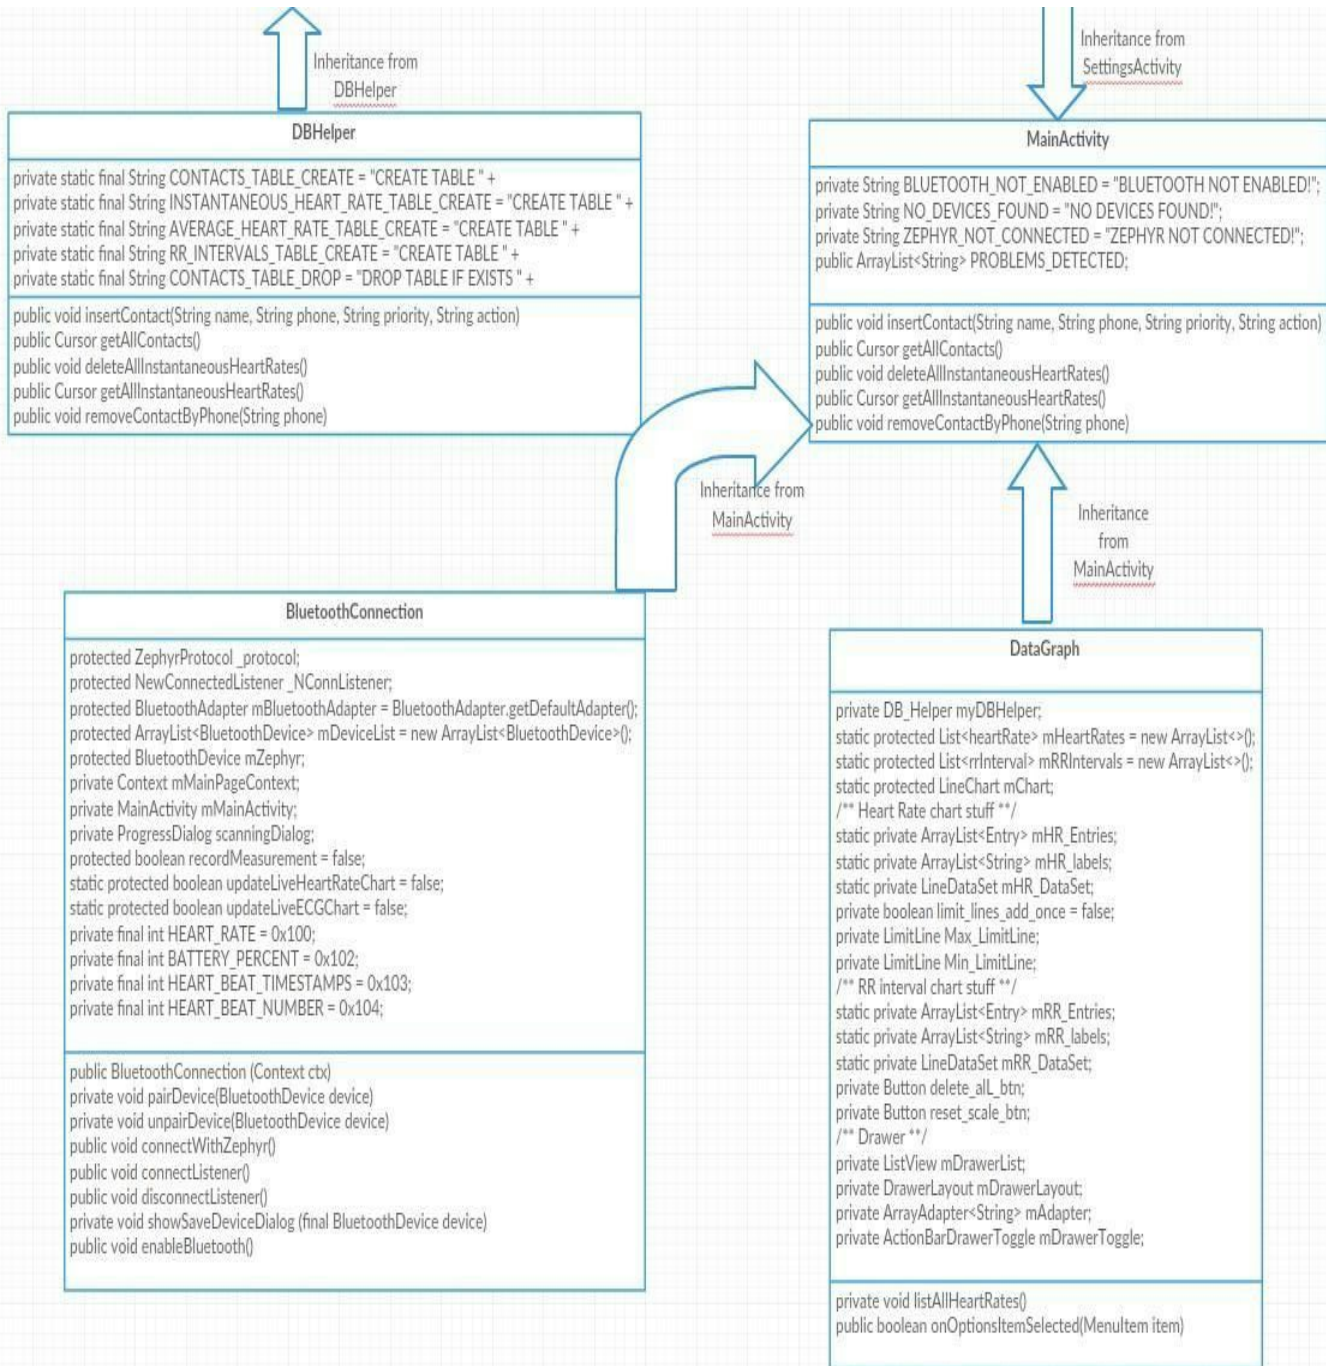 Inheritance from
DBHelper
DBHelper
private static final String CONTACTS_TABLE_CREATE = "CREATE TABLE " +
private static final String INSTANTANEOUS_HEART_RATE_TABLE_CREATE = "CREATE TABLE " +
private static final String AVERAGE_HEART_RATE_TABLE_CREATE = "CREATE TABLE " +
private static final String RR_INTERVALS_TABLE_CREATE = "CREATE TABLE " +
private static final String CONTACTS_TABLE_DROP = "DROP TABLE IF EXISTS " +
public void insertContact(String name, String phone, String priority, String action)
public Cursor getAllContacts()
public void deleteAllInstantaneousHeartRates()
public Cursor getAllInstantaneousHeartRates()
public void removeContactByPhone(String phone)
Inheritance from
SettingsActivity
MainActivity
private String BLUETOOTH_NOT_ENABLED = "BLUETOOTH NOT ENABLED!";
private String NO_DEVICES_FOUND = "NO DEVICES FOUND!";
private String ZEPHYR_NOT_CONNECTED = "ZEPHYR NOT CONNECTED!";
public ArrayList<String> PROBLEMS_DETECTED;
public void insertContact(String name, String phone, String priority, String action)
public Cursor getAllContacts()
public void deleteAllInstantaneousHeartRates()
public Cursor getAllInstantaneousHeartRates()
public void removeContactByPhone(String phone)
Inheritance from
MainActivity
Inheritance
from
MainActivity
BluetoothConnection
protected ZephyrProtocol _protocol;
protected NewConnectedListener _NConnListener;
protected BluetoothAdapter mBluetoothAdapter = BluetoothAdapter.getDefaultAdapter();
protected ArrayList<BluetoothDevice> mDeviceList = new ArrayList<BluetoothDevice>();
protected BluetoothDevice mZephyr;
private Context mMainPageContext;
private MainActivity mMainActivity;
private ProgressDialog scanningDialog;
protected boolean recordMeasurement = false;
static protected boolean updateLiveHeartRateChart = false;
static protected boolean updateLiveECGChart = false;
private final int HEART_RATE = 0x100;
private final int BATTERY_PERCENT = 0x102;
private final int HEART_BEAT_TIMESTAMPS = 0x103;
private final int HEART_BEAT_NUMBER = 0x104;
public BluetoothConnection (Context ctx)
private void pairDevice(BluetoothDevice device)
private void unpairDevice(BluetoothDevice device)
public void connectWithZephyr()
public void connectListener()
public void disconnectListener()
private void showSaveDeviceDialog (final BluetoothDevice device)
public void enableBluetooth()
DataGraph
private DB_Helper myDBHelper;
static protected List<heartRate> mHeartRates = new ArrayList<>();
static protected List<rrInterval> mRRIntervals = new ArrayList<>();
static protected LineChart mChart;
/** Heart Rate chart stuff **/
static private ArrayList<Entry> mHR_Entries;
static private ArrayList<String> mHR_labels;
static private LineDataSet mHR_DataSet;
private boolean limit_lines_add_once = false;
private LimitLine Max_LimitLine;
private LimitLine Min_LimitLine;
/** RR interval chart stuff **/
static private ArrayList<Entry> mRR_Entries;
static private ArrayList<String> mRR_labels;
static private LineDataSet mRR_DataSet;
private Button delete_alL_btn;
private Button reset_scale_btn;
/** Drawer **/
private ListView mDrawerList;
private DrawerLayout mDrawerLayout;
private ArrayAdapter<String> mAdapter;
private ActionBarDrawerToggle mDrawerToggle;
private void listAllHeartRates()
public boolean onOptionsItemSelected(MenuItem item)